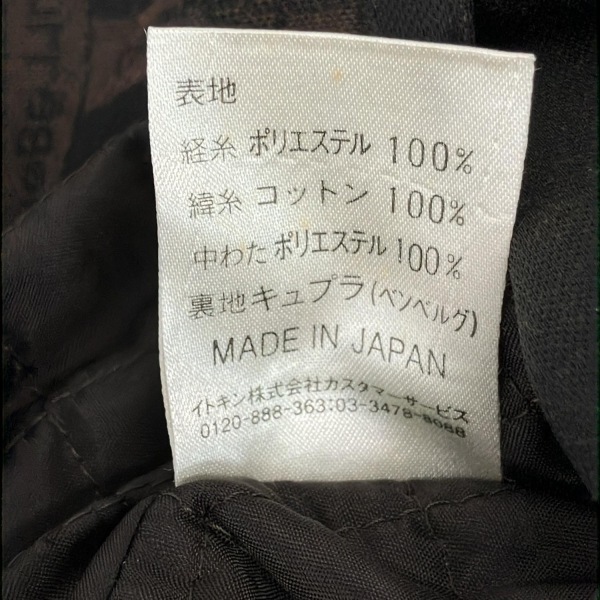 表地
経糸 ポリエステル 100%
緯糸 コットン 100%
中わた ポリエステル 100%
裏地キュプラ(ベンベルグ)
MADE IN JAPAN
イトキン株式会社カスタマーサービス
0120-888-363:03-3478-8088